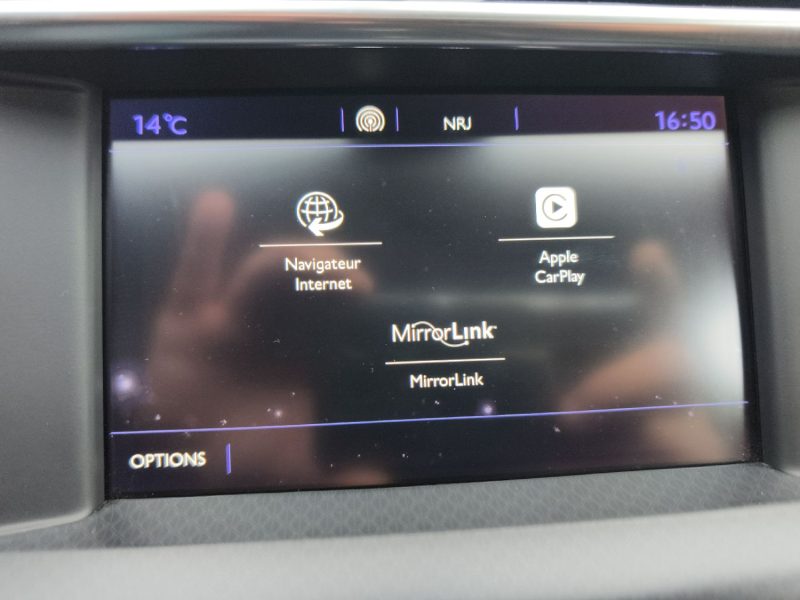 14°C NRJ 16:50
Navigateur
Internet
Apple
CarPlay
MirrorLink
MirrorLink
OPTIONS